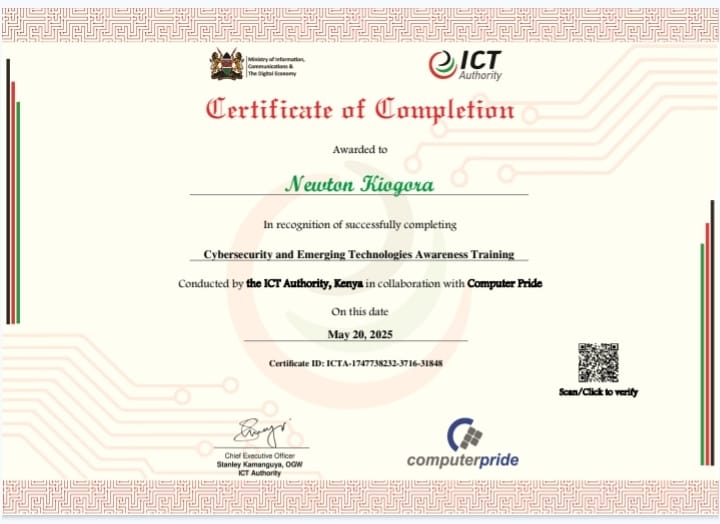 Ministry of Information,
Communications &
The Digital Economy
ICT
Authority
Certificate of Completion
Awarded to
Newton Kiogora
In recognition of successfully completing
Cybersecurity and Emerging Technologies Awareness Training
Conducted by the ICT Authority, Kenya in collaboration with Computer Pride
On this date
May 20, 2025
Certificate ID: ICTA-1747738232-3716-31848
Scan/Click to verify
Chief Executive Officer
Stanley Kamanguya, OGW
ICT Authority
computerpride